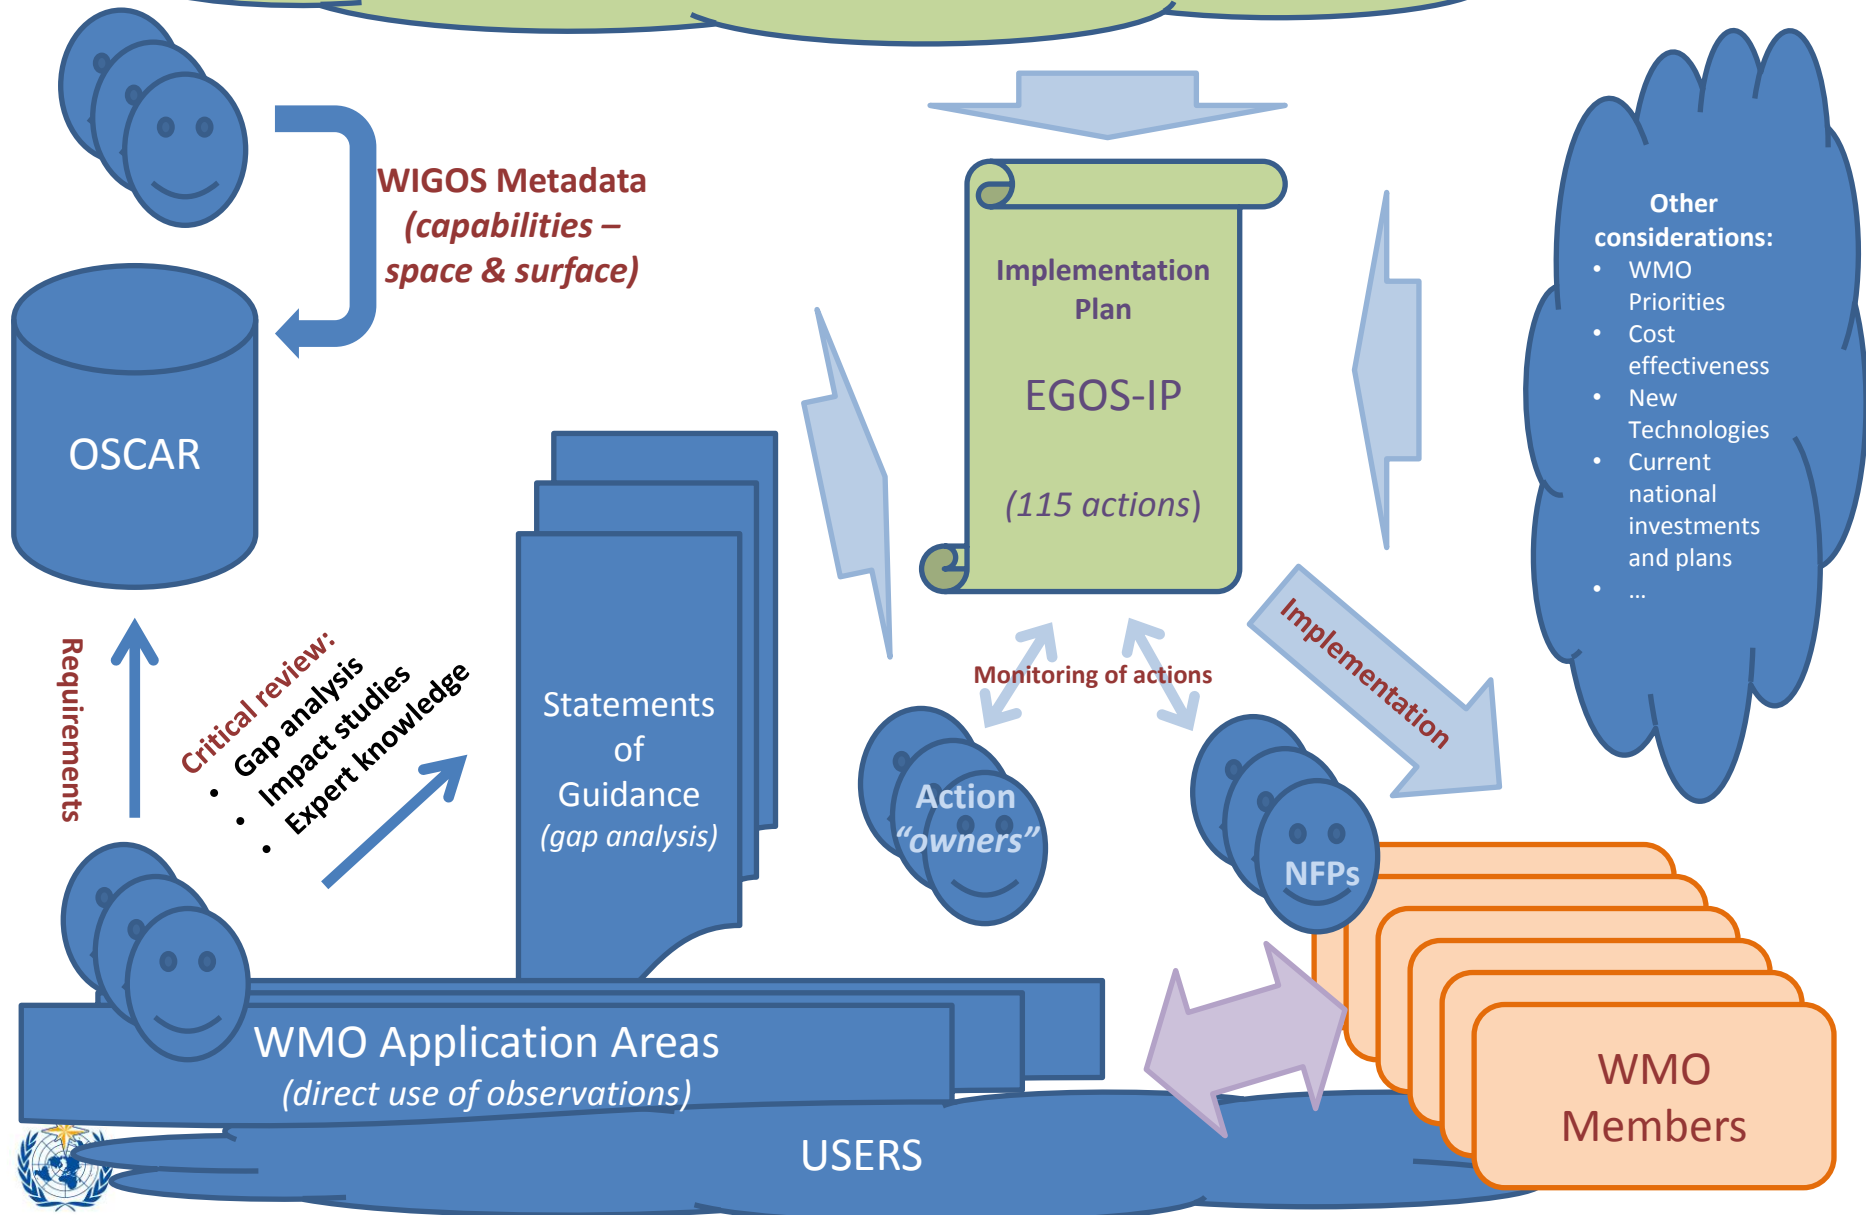 WIGOS Metadata
(capabilities –
space & surface)
OSCAR
Requirements
Critical review:
• Gap analysis
• Impact studies
• Expert knowledge
Statements
of
Guidance
(gap analysis)
Implementation
Plan
EGOS-IP
(115 actions)
Monitoring of actions
Implementation
Action
“owners”
NFPs
Other
considerations:
• WMO
Priorities
• Cost
effectiveness
• New
Technologies
• Current
national
investments
and plans
• ...
WMO Application Areas
(direct use of observations)
USERS
WMO
Members